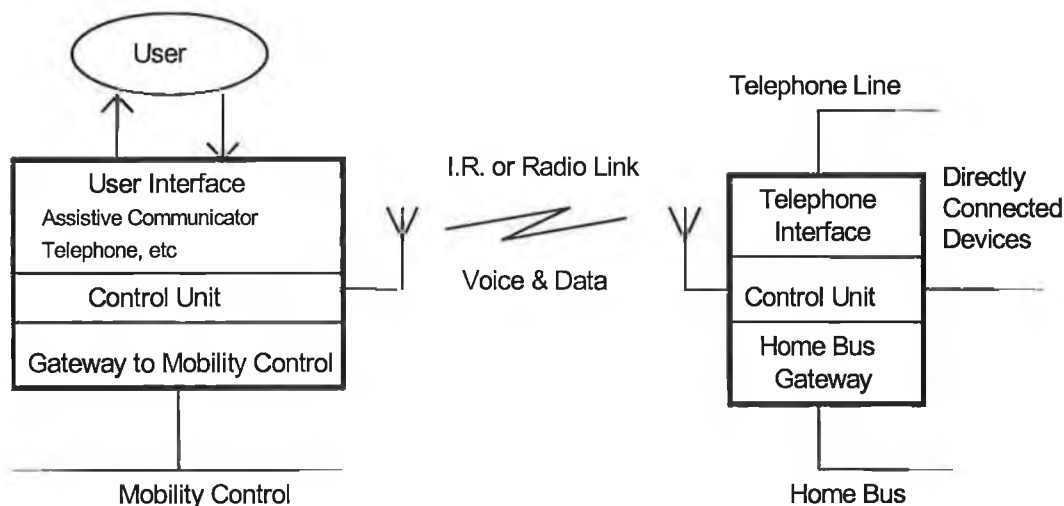 User
User Interface
Assistive Communicator
Telephone, etc
Control Unit
Gateway to Mobility Control
Mobility Control
I.R. or Radio Link
Voice & Data
Telephone Line
Telephone
Interface
Control Unit
Home Bus
Gateway
Directly
Connected
Devices
Home Bus